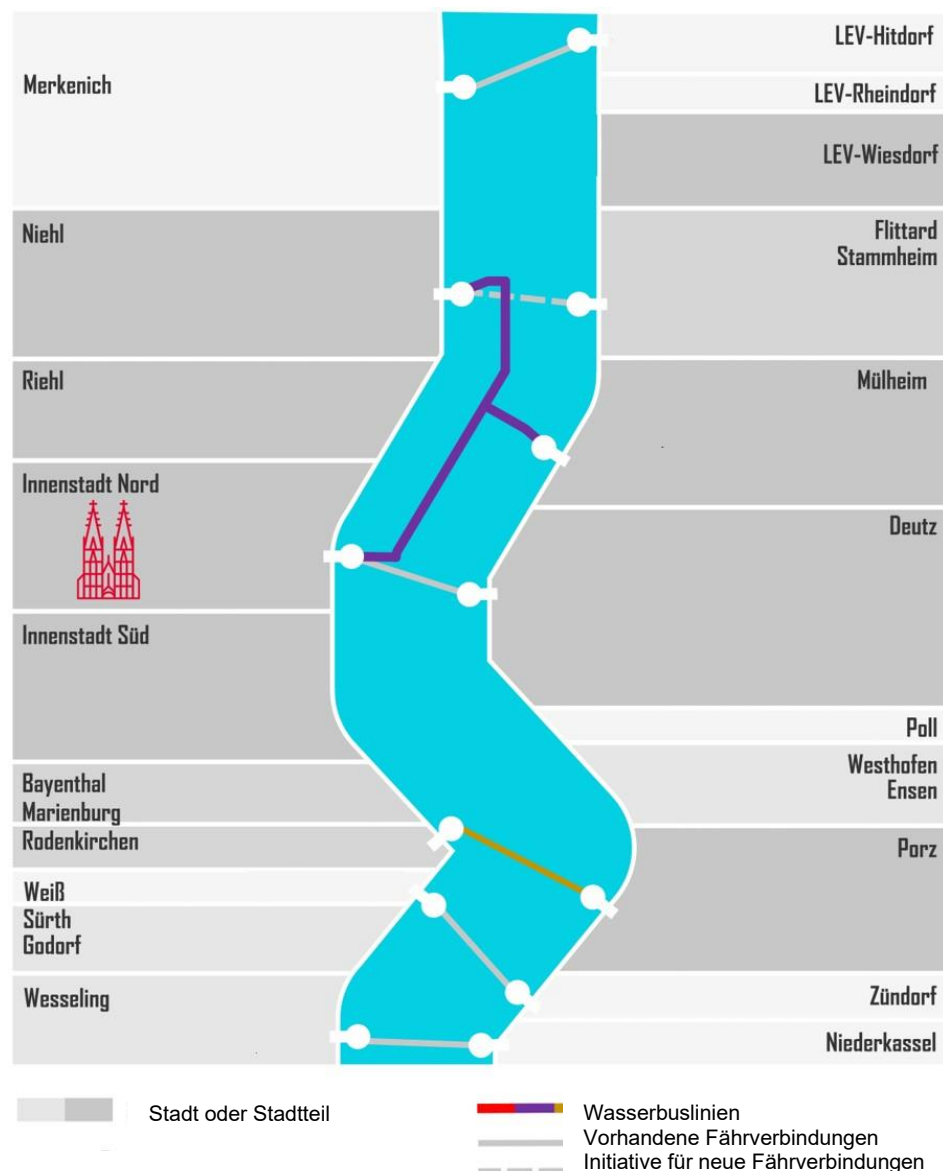 Merkenich
Niehl
Riehl
Innenstadt Nord
Innenstadt Süd
Bayenthal
Marienburg
Rodenkirchen
Weiß
Sürth
Godorf
Wesseling
LEV-Hitdorf
LEV-Rheindorf
LEV-Wiesdorf
Flittard
Stammheim
Mülheim
Deutz
Poll
Westhofen
Ensen
Porz
Zündorf
Niederkassel
Stadt oder Stadtteil
Wasserbuslinien
Vorhandene Fährverbindungen
Initiative für neue Fährverbindungen